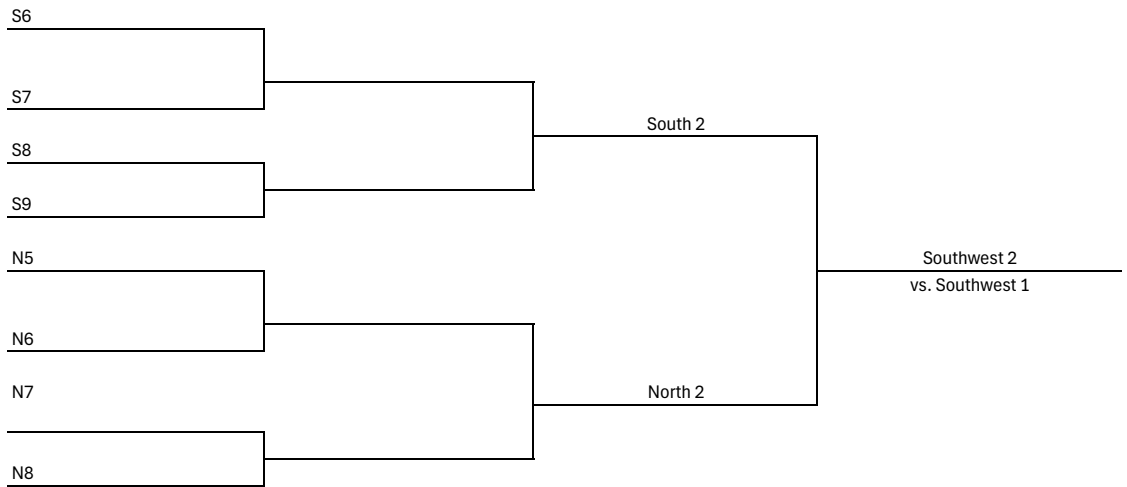 S6
S7
South 2
S8
S9
N5
Southwest 2
vs. Southwest 1
N6
N7
North 2
N8